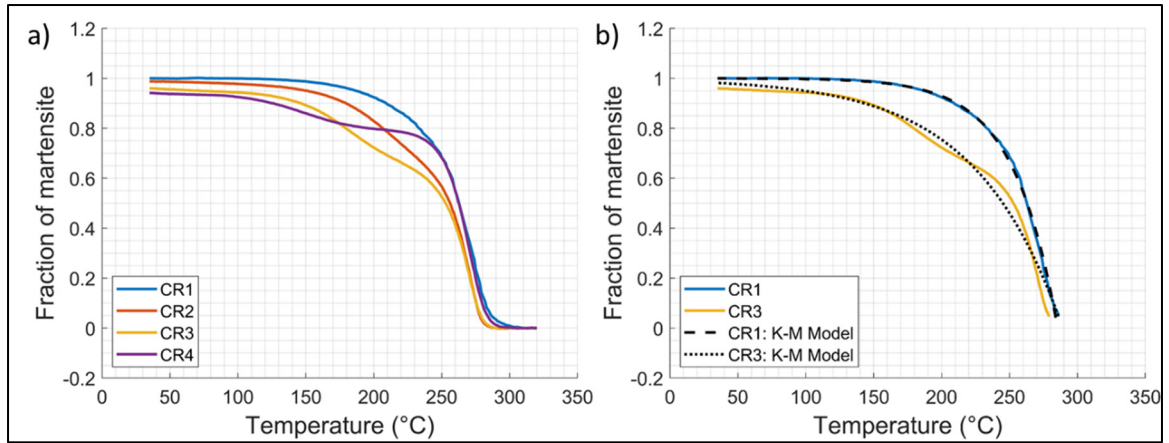 a)
Fraction of martensite
1.2
1
0.8
0.6
0.4
0.2
0
-0.2
CR1
CR2
CR3
CR4
0 50 100 150 200 250 300 350
Temperature (°C)
b)
Fraction of martensite
1.2
1
0.8
0.6
0.4
0.2
0
-0.2
CR1
CR3
CR1: K-M Model
CR3: K-M Model
0 50 100 150 200 250 300 350
Temperature (°C)